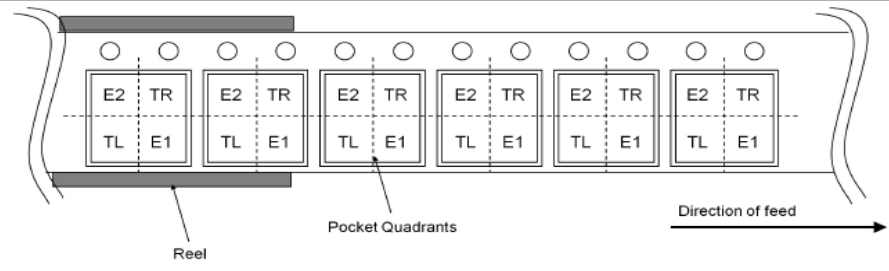 E2 TR E2 TR E2 TR E2 TR E2 TR E2 TR
TL E1 TL E1 TL E1 TL E1 TL E1 TL E1
Direction of feed
Pocket Quadrants
Reel